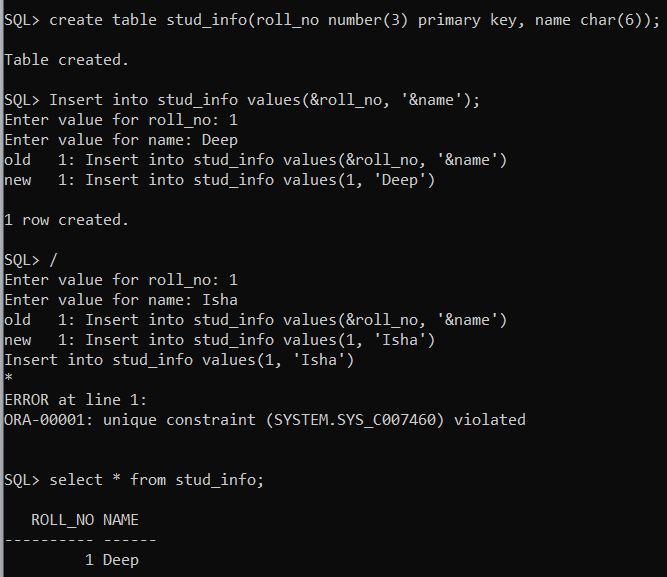 SQL> create table stud_info(roll_no number(3) primary key, name char(6));
Table created.
SQL> Insert into stud_info values(&roll_no, '&name');
Enter value for roll_no: 1
Enter value for name: Deep
old   1: Insert into stud_info values(&roll_no, '&name')
new   1: Insert into stud_info values(1, 'Deep')
1 row created.
SQL> /
Enter value for roll_no: 1
Enter value for name: Isha
old   1: Insert into stud_info values(&roll_no, '&name')
new   1: Insert into stud_info values(1, 'Isha')
Insert into stud_info values(1, 'Isha')
*
ERROR at line 1:
ORA-00001: unique constraint (SYSTEM.SYS_C007460) violated
SQL> select * from stud_info;
   ROLL_NO NAME
---------- ------
         1 Deep